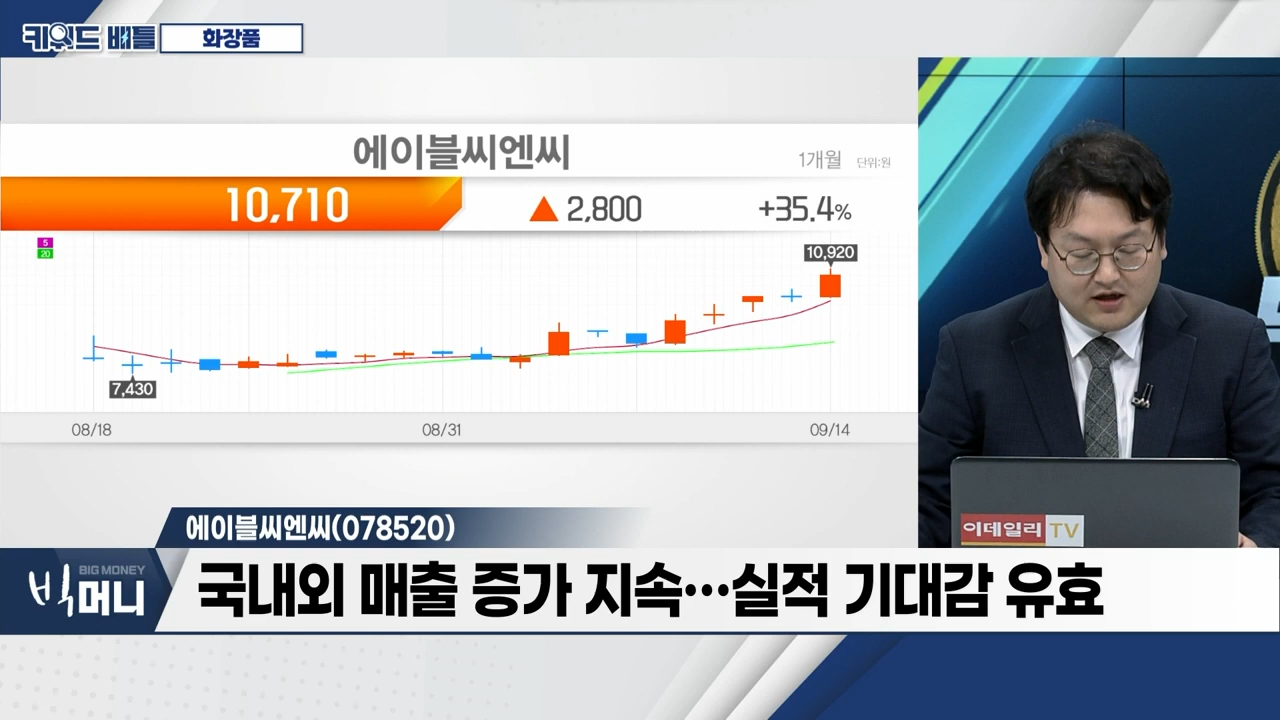 키워드 배틀 화장품
에이블씨엔씨
1개월 단위:원
10,710 ▲ 2,800 +35.4%
5
20
10,920
7,430
08/18 08/31 09/14
이데일리 TV
에이블씨엔씨(078520)
BIG MONEY
빅머니
국내외 매출 증가 지속…실적 기대감 유효